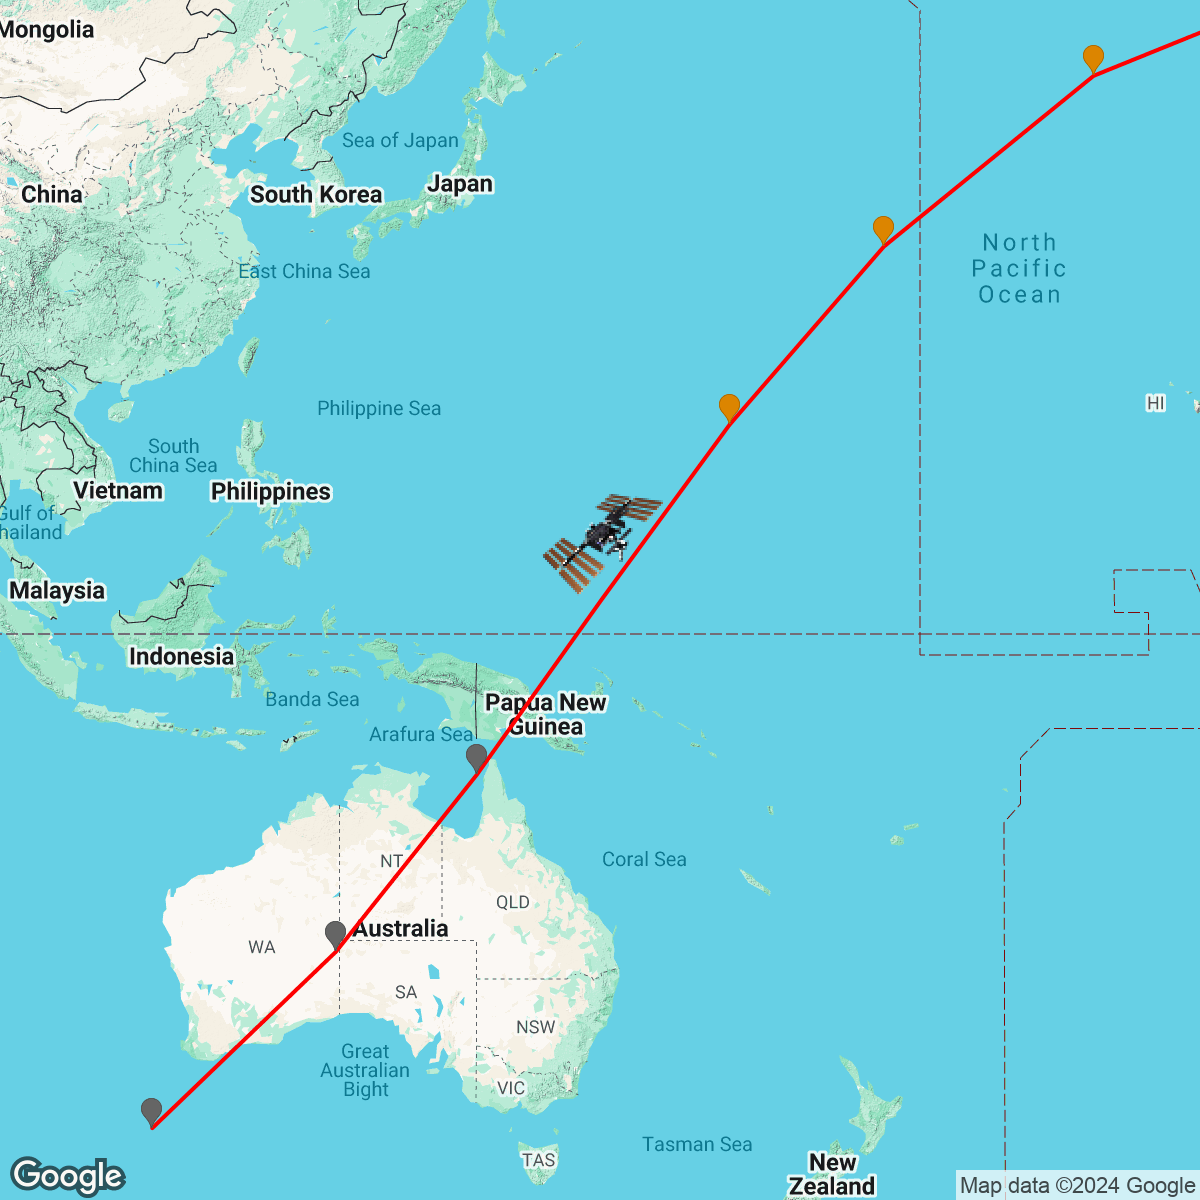 Mongolia
Sea of Japan
China
South Korea
Japan
North
Pacific
Ocean
East China Sea
HI
Philippine Sea
South
China Sea
Vietnam
Philippines
Gulf of
hailand
Malaysia
Indonesia
Banda Sea
Papua New
Guinea
Arafura Sea
NT
Coral Sea
QLD
Australia
WA
SA
NSW
Great
Australian
Bight
VIC
Tasman Sea
TAS
New
Zealand
Google
Map data ©2024 Google